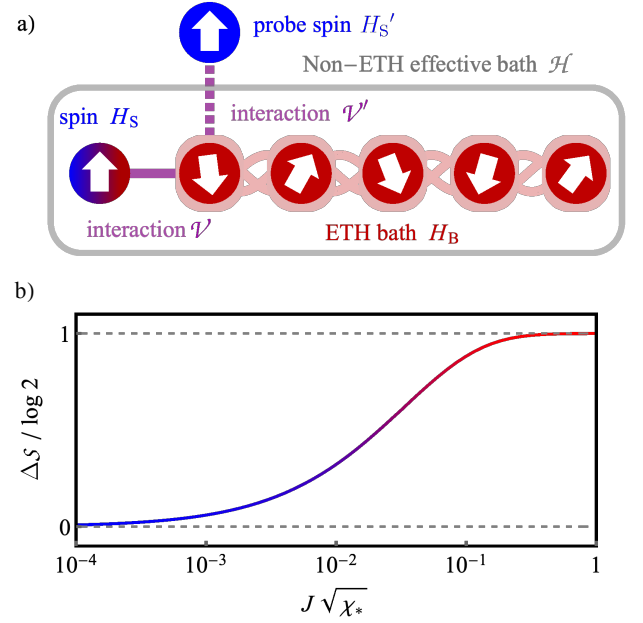 a)
probe spin H_S′
Non−ETH effective bath ℋ
spin H_S
interaction 𝒱′
interaction 𝒱
ETH bath H_B
b)
1
0
Δ𝒮 / log 2
10⁻⁴ 10⁻³ 10⁻² 10⁻¹ 1
J √χ_*